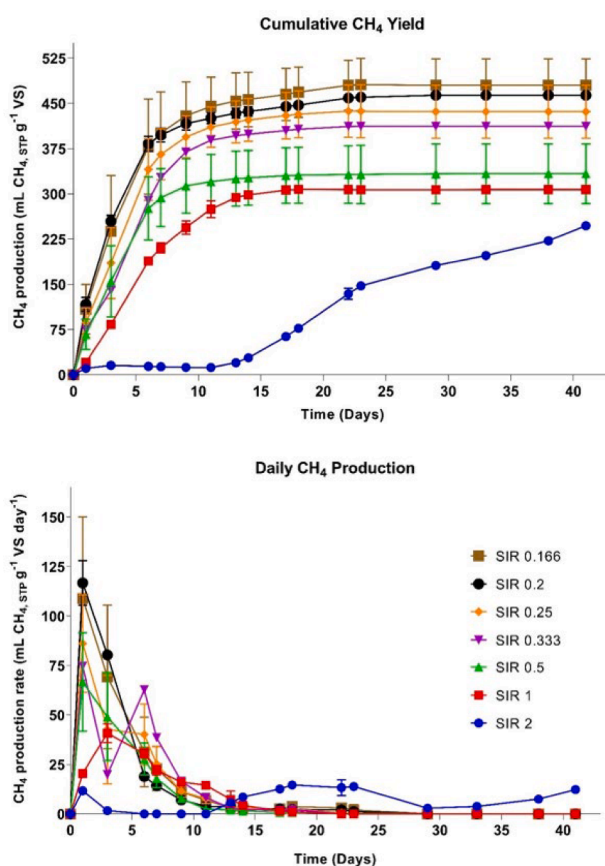 Cumulative CH4 Yield
CH4 production (mL CH4, STP g-1 VS)
525
450
375
300
225
150
75
0
0 5 10 15 20 25 30 35 40
Time (Days)
Daily CH4 Production
CH4 production rate (mL CH4, STP g-1 VS day-1)
150
125
100
75
50
25
0
SIR 0.166
SIR 0.2
SIR 0.25
SIR 0.333
SIR 0.5
SIR 1
SIR 2
0 5 10 15 20 25 30 35 40
Time (Days)